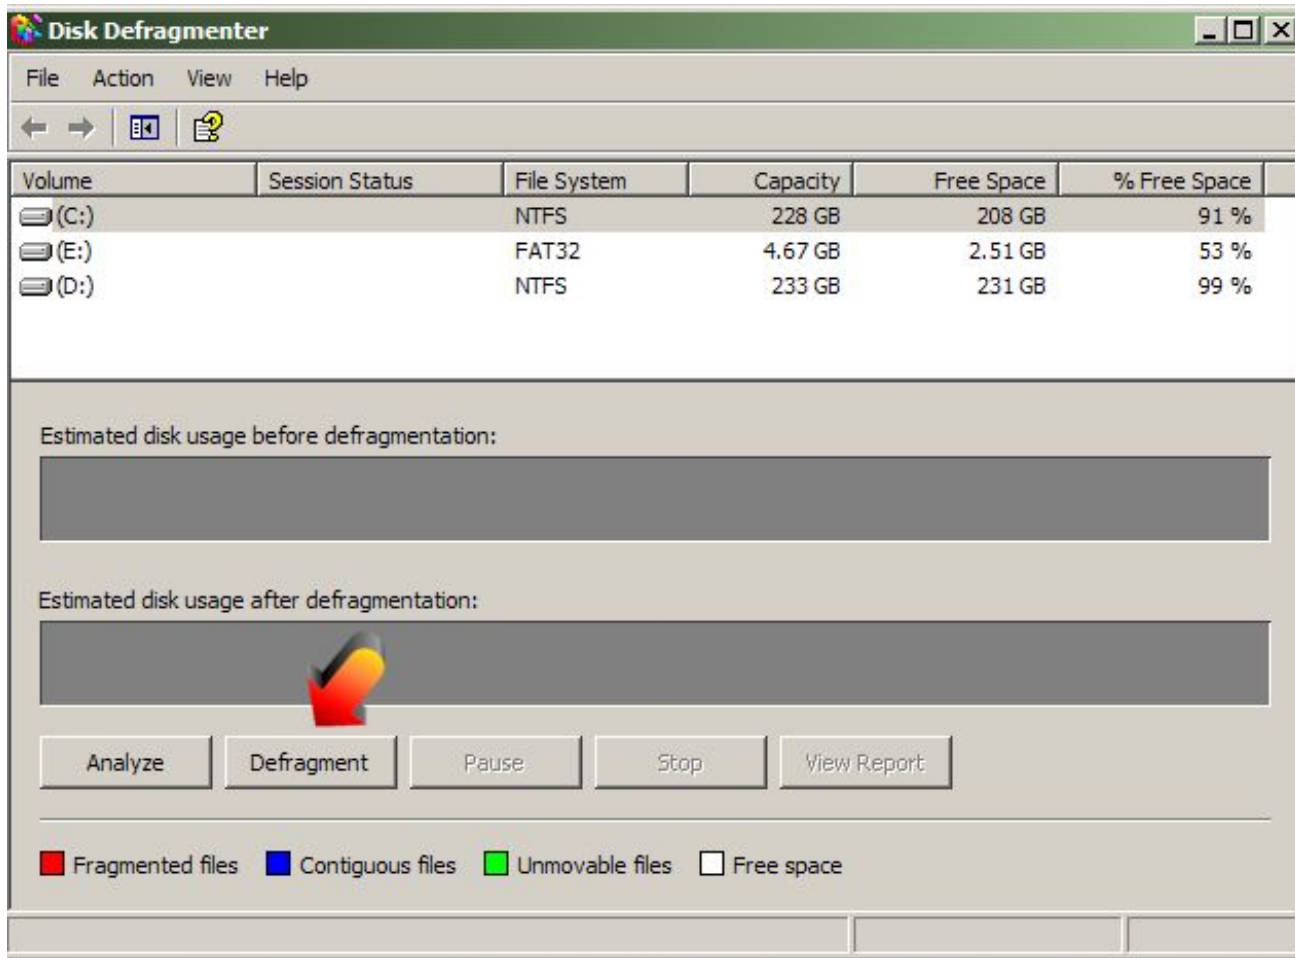 Disk Defragmenter
File Action View Help
Volume Session Status File System Capacity Free Space % Free Space
(C:) NTFS 228 GB 208 GB 91 %
(E:) FAT32 4.67 GB 2.51 GB 53 %
(D:) NTFS 233 GB 231 GB 99 %
Estimated disk usage before defragmentation:
Estimated disk usage after defragmentation:
Analyze Defragment Pause Stop View Report
Fragmented files Contiguous files Unmovable files Free space